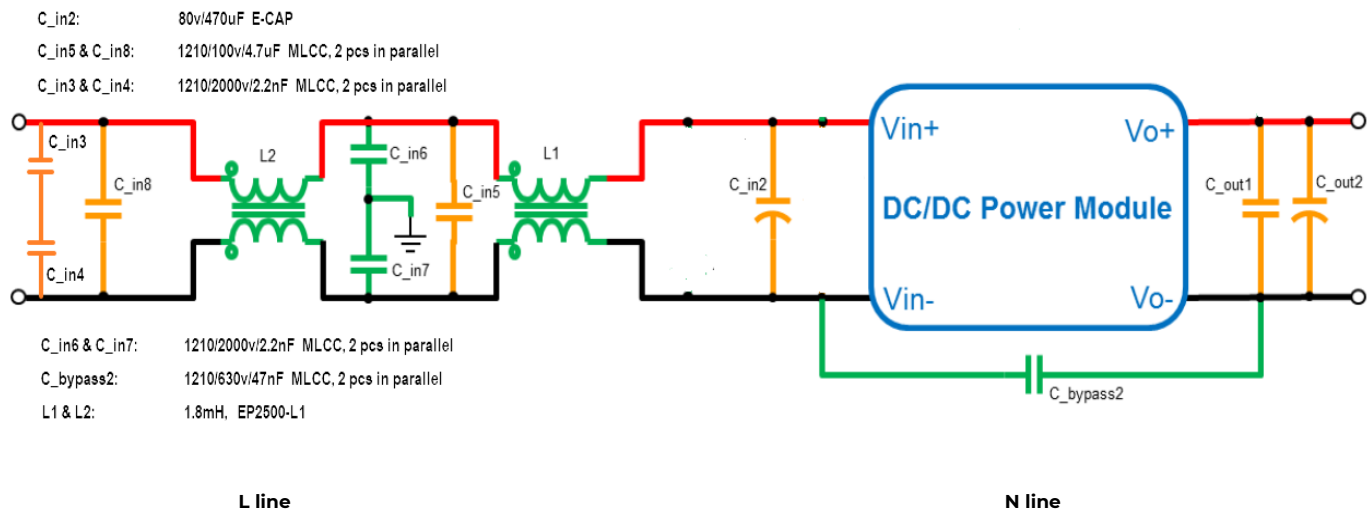 C_in2: 80v/470uF E-CAP
C_in5 & C_in8: 1210/100v/4.7uF MLCC, 2 pcs in parallel
C_in3 & C_in4: 1210/2000v/2.2nF MLCC, 2 pcs in parallel
C_in3
C_in8
C_in4
L2
C_in6
C_in7
C_in5
L1
C_in2
Vin+
Vo+
DC/DC Power Module
Vin-
Vo-
C_out1
C_out2
C_bypass2
C_in6 & C_in7: 1210/2000v/2.2nF MLCC, 2 pcs in parallel
C_bypass2: 1210/630v/47nF MLCC, 2 pcs in parallel
L1 & L2: 1.8mH, EP2500-L1
L line
N line